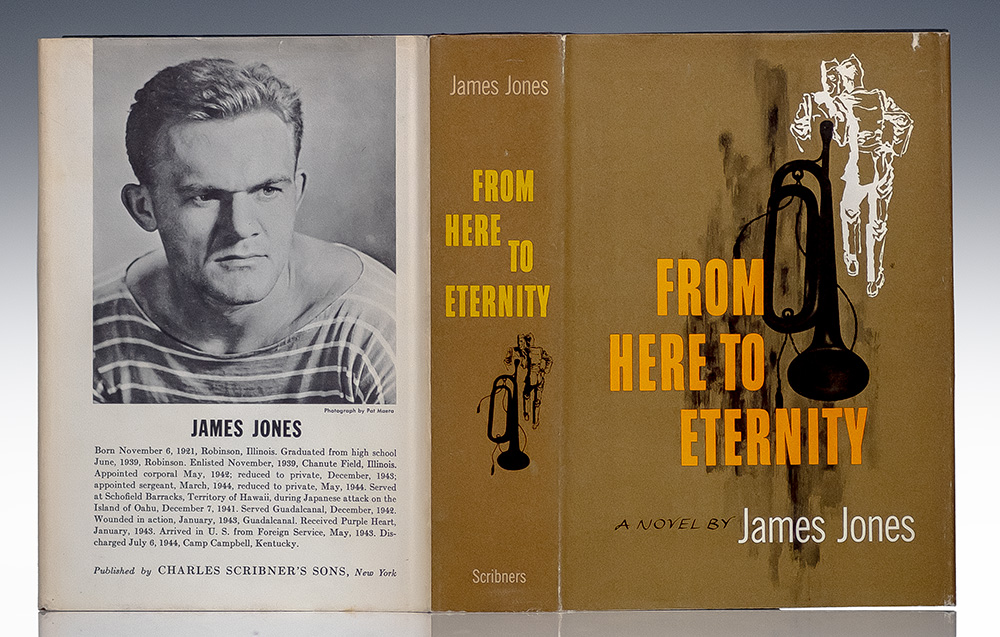 Photograph by Pat Maera
JAMES JONES
Born November 6, 1921, Robinson, Illinois. Graduated from high school
June, 1939, Robinson. Enlisted November, 1939, Chanute Field, Illinois.
Appointed corporal May, 1942; reduced to private, December, 1943;
appointed sergeant, March, 1944, reduced to private, May, 1944. Served
at Schofield Barracks, Territory of Hawaii, during Japanese attack on the
Island of Oahu, December 7, 1941. Served Guadalcanal, December, 1942.
Wounded in action, January, 1943, Guadalcanal. Received Purple Heart,
January, 1943. Arrived in U. S. from Foreign Service, May, 1943. Dis-
charged July 6, 1944, Camp Campbell, Kentucky.
Published by CHARLES SCRIBNER'S SONS, New York
James Jones
FROM
HERE
TO
ETERNITY
Scribners
FROM
HERE TO
ETERNITY
A NOVEL BY James Jones